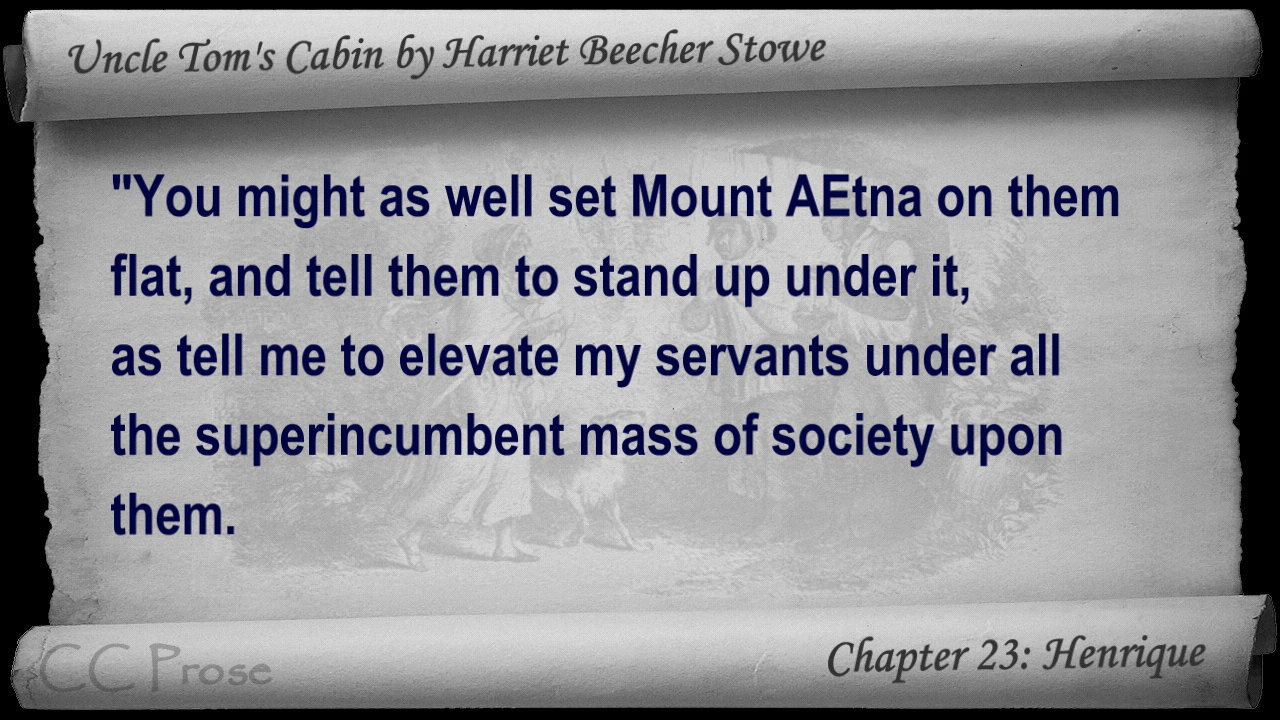 Uncle Tom's Cabin by Harriet Beecher Stowe
"You might as well set Mount AEtna on them
flat, and tell them to stand up under it,
as tell me to elevate my servants under all
the superincumbent mass of society upon
them.
CC Prose
Chapter 23: Henrique